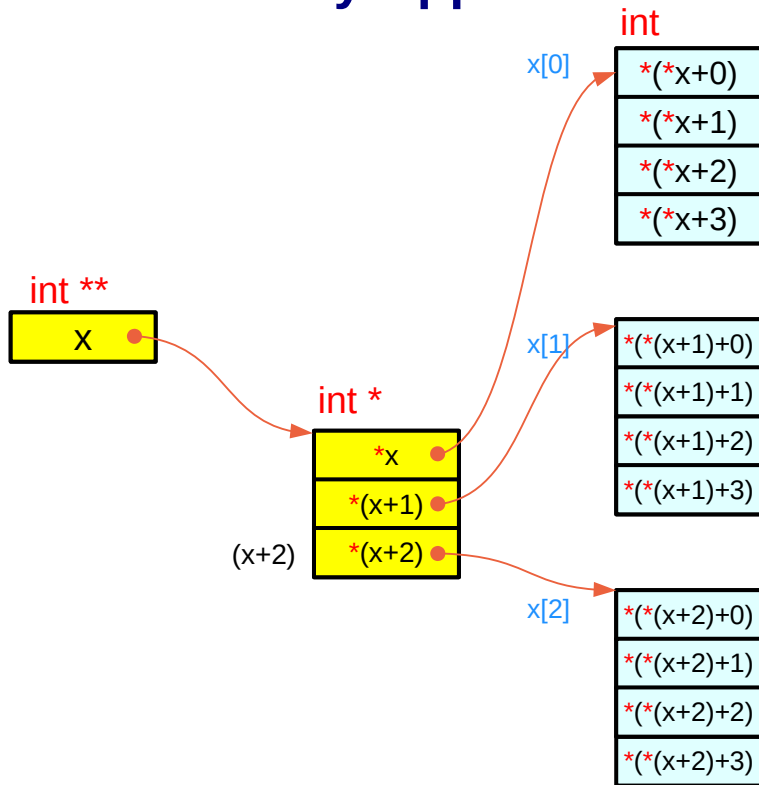 int
x[0]
*(*x+0)
*(*x+1)
*(*x+2)
*(*x+3)
int **
x
x[1]
*(*(x+1)+0)
*(*(x+1)+1)
*(*(x+1)+2)
*(*(x+1)+3)
int *
*x
*(x+1)
(x+2)
*(x+2)
x[2]
*(*(x+2)+0)
*(*(x+2)+1)
*(*(x+2)+2)
*(*(x+2)+3)